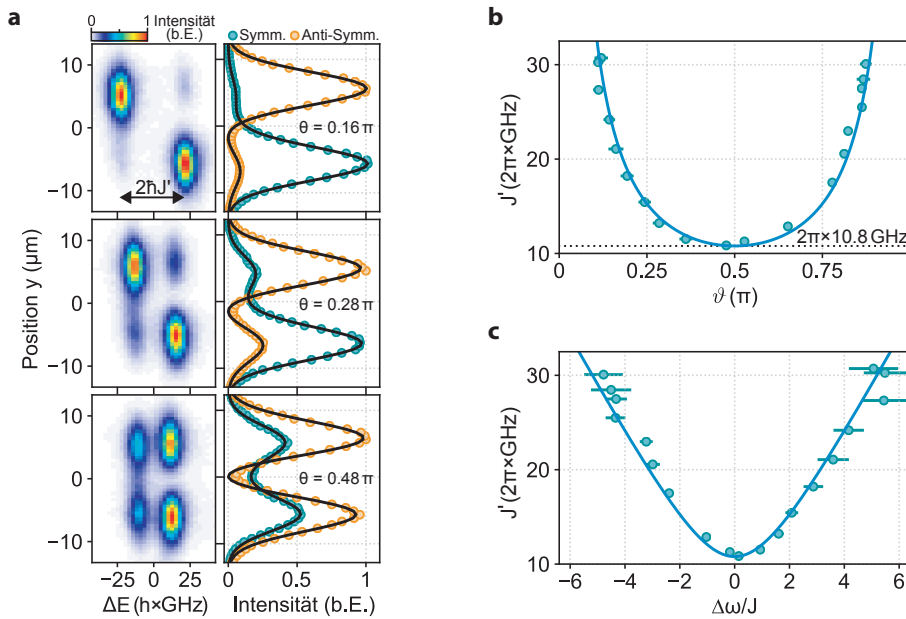 a
0 1 Intensität
(b.E.)
Symm. Anti-Symm.
10
0
−10
2ħJ'
θ = 0.16 π
10
0
−10
θ = 0.28 π
10
0
−10
θ = 0.48 π
Position y (µm)
−25 0 25
ΔE (h×GHz)
0 0.5 1
Intensität (b.E.)
b
30
20
10
J' (2π×GHz)
2π×10.8 GHz
0 0.25 0.5 0.75
ϑ (π)
c
30
20
10
J' (2π×GHz)
−6 −4 −2 0 2 4 6
Δω/J